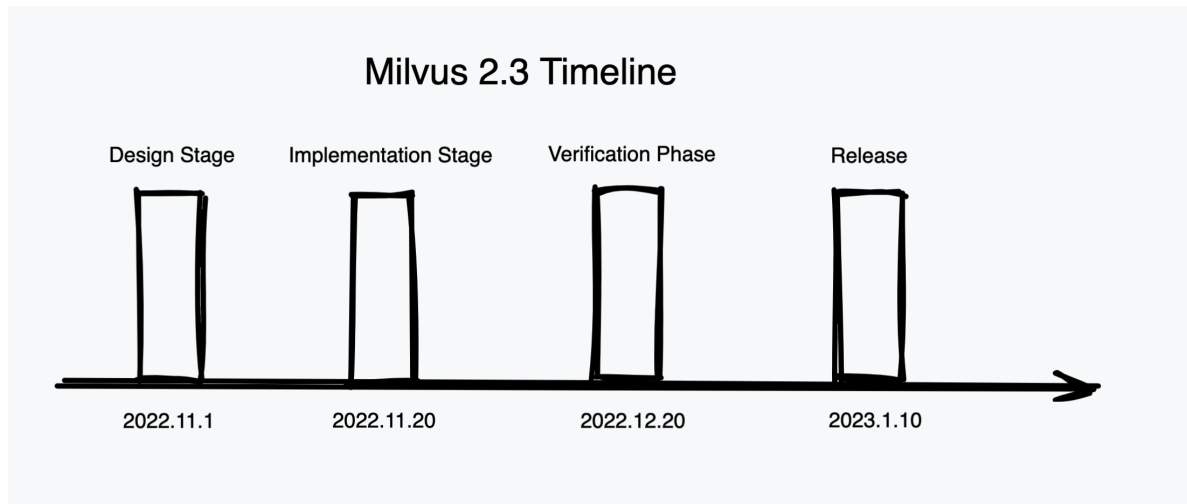 Milvus 2.3 Timeline
Design Stage
Implementation Stage
Verification Phase
Release
2022.11.1
2022.11.20
2022.12.20
2023.1.10